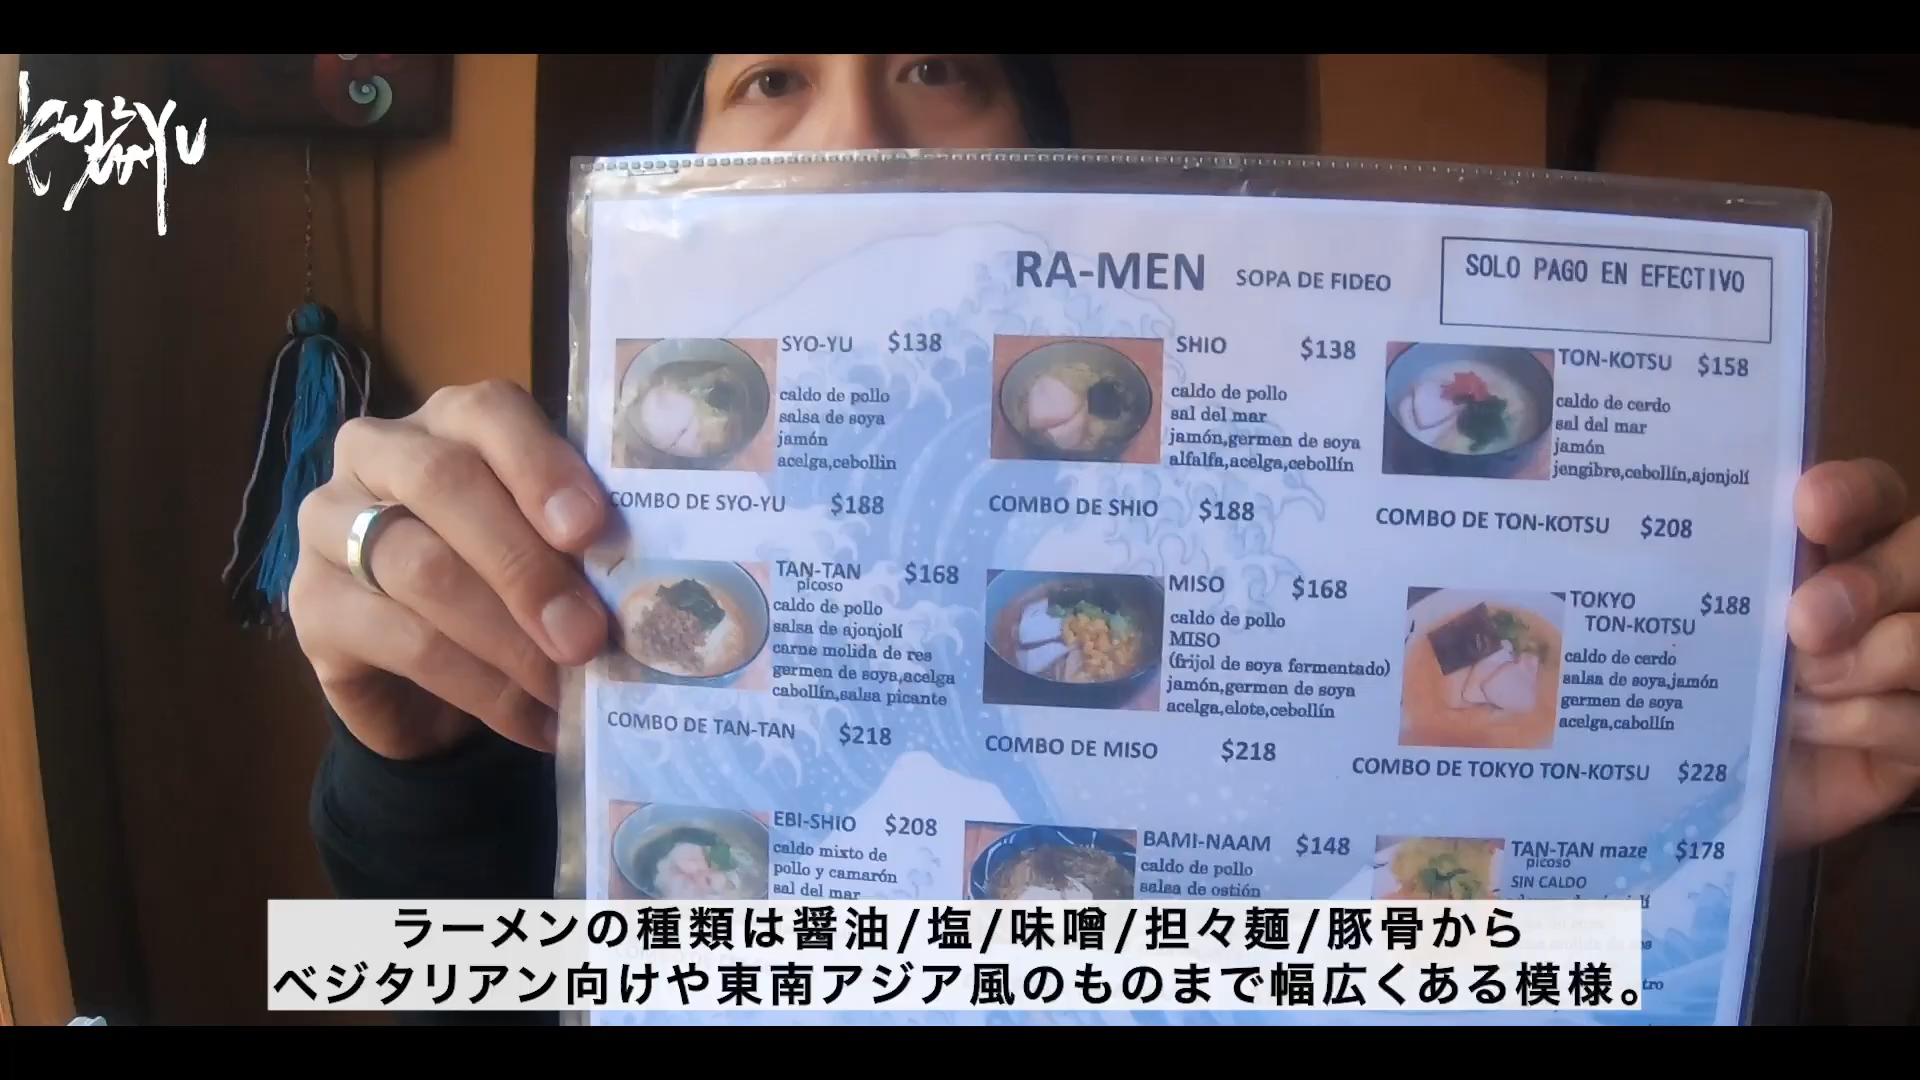 RA-MEN SOPA DE FIDEO
SOLO PAGO EN EFECTIVO
SYO-YU $138
caldo de pollo
salsa de soya
jamón
acelga,cebollin
COMBO DE SYO-YU $188
SHIO $138
caldo de pollo
sal del mar
jamón,germen de soya
alfalfa,acelga,cebollín
COMBO DE SHIO $188
TON-KOTSU $158
caldo de cerdo
sal del mar
jamón
jengibre,cebollín,ajonjolí
COMBO DE TON-KOTSU $208
TAN-TAN $168
picoso
caldo de pollo
salsa de ajonjolí
carne molida de res
germen de soya,acelga
cabollín,salsa picante
COMBO DE TAN-TAN $218
MISO $168
caldo de pollo
MISO
(frijol de soya fermentado)
jamón,germen de soya
acelga,elote,cebollín
COMBO DE MISO $218
TOKYO $188
TON-KOTSU
caldo de cerdo
salsa de soya,jamón
germen de soya
acelga,cabollín
COMBO DE TOKYO TON-KOTSU $228
EBI-SHIO $208
caldo mixto de
pollo y camarón
sal del mar
BAMI-NAAM $148
caldo de pollo
salsa de ostión
TAN-TAN maze $178
picoso
SIN CALDO
ラーメンの種類は醤油/塩/味噌/担々麺/豚骨から
ベジタリアン向けや東南アジア風のものまで幅広くある模様。